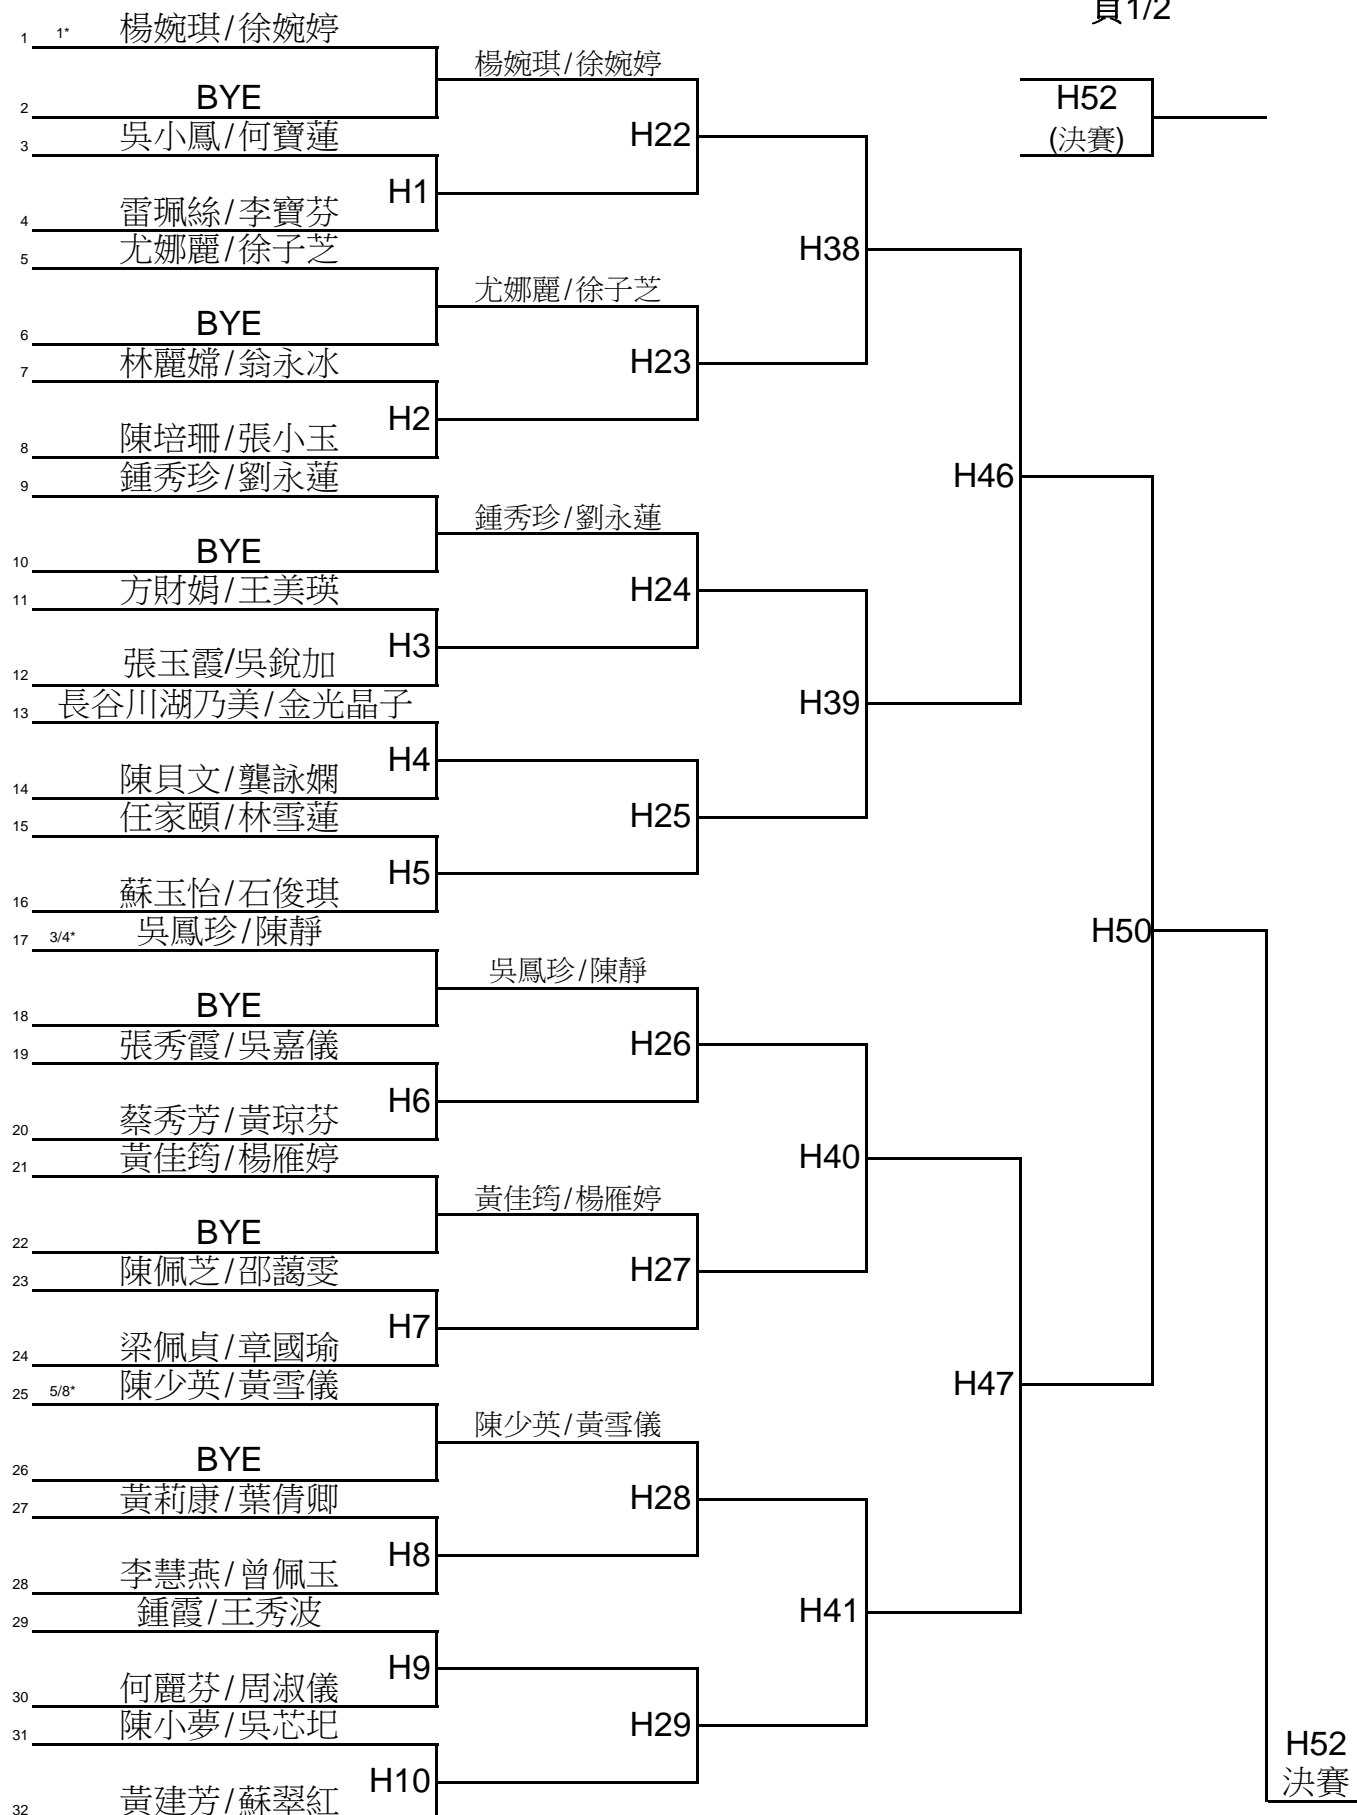 頁1/2
1 1* 楊婉琪/徐婉婷
楊婉琪/徐婉婷
2 BYE
H52
(決賽)
3 吳小鳳/何寶蓮
H22
H1
4 雷珮絲/李寶芬
5 尤娜麗/徐子芝
H38
尤娜麗/徐子芝
6 BYE
7 林麗嫦/翁永冰
H23
H2
8 陳培珊/張小玉
9 鍾秀珍/劉永蓮
H46
鍾秀珍/劉永蓮
10 BYE
11 方財娟/王美瑛
H24
H3
12 張玉霞/吳銳加
13 長谷川湖乃美/金光晶子
H39
H4
14 陳貝文/龔詠嫻
15 任家頤/林雪蓮
H25
H5
16 蘇玉怡/石俊琪
17 3/4* 吳鳳珍/陳靜
H50
吳鳳珍/陳靜
18 BYE
19 張秀霞/吳嘉儀
H26
H6
20 蔡秀芳/黃琼芬
21 黃佳筠/楊雁婷
H40
黃佳筠/楊雁婷
22 BYE
23 陳佩芝/邵藹雯
H27
H7
24 梁佩貞/章國瑜
25 5/8* 陳少英/黃雪儀
H47
陳少英/黃雪儀
26 BYE
27 黃莉康/葉倩卿
H28
H8
28 李慧燕/曾佩玉
29 鍾霞/王秀波
H41
H9
30 何麗芬/周淑儀
31 陳小夢/吳芯圯
H29
H10
32 黃建芳/蘇翠紅
H52
決賽